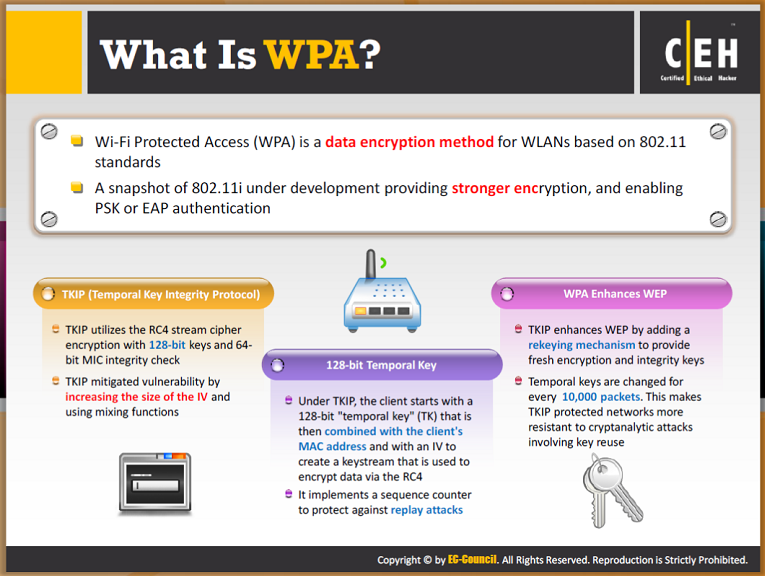 What Is WPA?
C|EH
™
Certified Ethical Hacker
Wi-Fi Protected Access (WPA) is a data encryption method for WLANs based on 802.11
standards
A snapshot of 802.11i under development providing stronger encryption, and enabling
PSK or EAP authentication
TKIP (Temporal Key Integrity Protocol)
TKIP utilizes the RC4 stream cipher
encryption with 128-bit keys and 64-
bit MIC integrity check
TKIP mitigated vulnerability by
increasing the size of the IV and
using mixing functions
128-bit Temporal Key
Under TKIP, the client starts with a
128-bit "temporal key" (TK) that is
then combined with the client's
MAC address and with an IV to
create a keystream that is used to
encrypt data via the RC4
It implements a sequence counter
to protect against replay attacks
WPA Enhances WEP
TKIP enhances WEP by adding a
rekeying mechanism to provide
fresh encryption and integrity keys
Temporal keys are changed for
every 10,000 packets. This makes
TKIP protected networks more
resistant to cryptanalytic attacks
involving key reuse
Copyright © by EC-Council. All Rights Reserved. Reproduction is Strictly Prohibited.